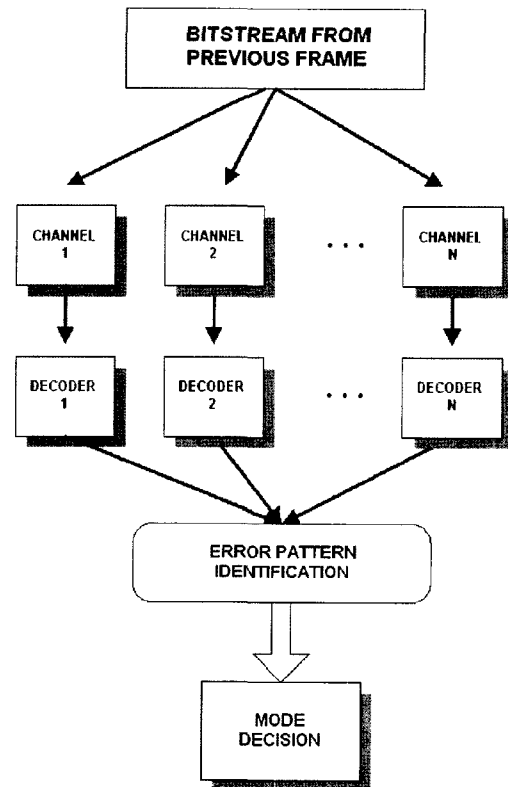 BITSTREAM FROM
PREVIOUS FRAME
CHANNEL
1
CHANNEL
2
. . .
CHANNEL
N
DECODER
1
DECODER
2
. . .
DECODER
N
ERROR PATTERN
IDENTIFICATION
MODE
DECISION